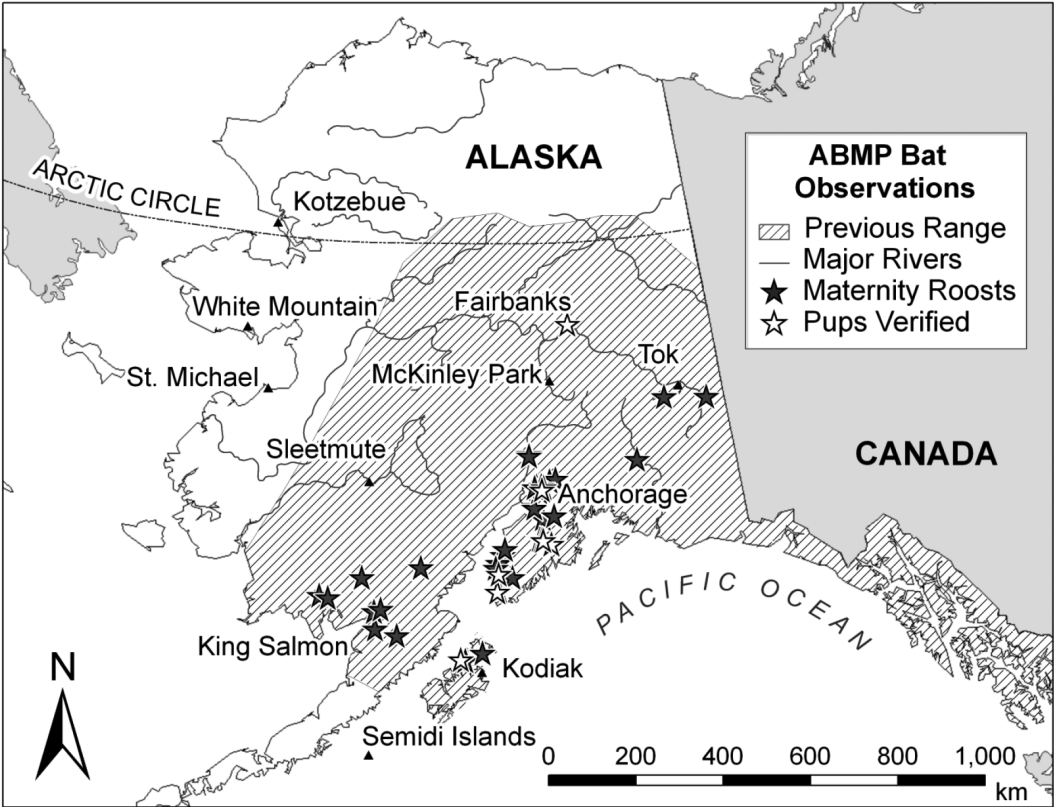 ALASKA
ARCTIC CIRCLE
Kotzebue
ABMP Bat
Observations
Previous Range
Major Rivers
Maternity Roosts
Pups Verified
White Mountain
Fairbanks
St. Michael
McKinley Park
Tok
Sleetmute
CANADA
Anchorage
PACIFIC OCEAN
King Salmon
N
Kodiak
Semidi Islands
0 200 400 600 800 1,000
km